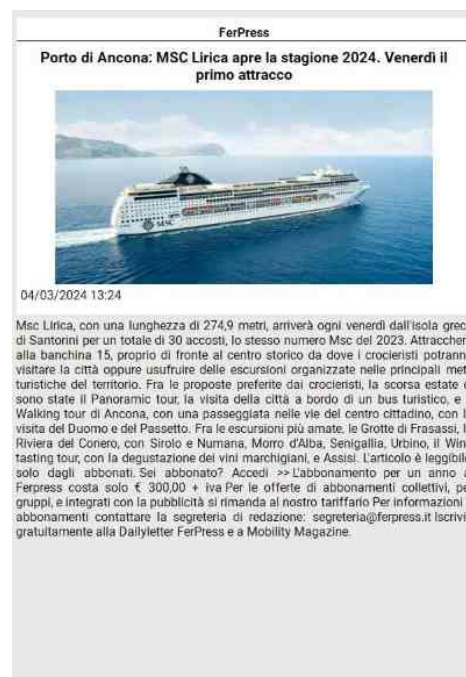 FerPress
Porto di Ancona: MSC Lirica apre la stagione 2024. Venerdì il
primo attracco
MSC
04/03/2024 13:24
Msc Lirica, con una lunghezza di 274,9 metri, arriverà ogni venerdì dall'isola grec
di Santorini per un totale di 30 accosti, lo stesso numero Msc del 2023. Attraccher
alla banchina 15, proprio di fronte al centro storico da dove i crocieristi potrann
visitare la città oppure usufruire delle escursioni organizzate nelle principali met
turistiche del territorio. Fra le proposte preferite dai crocieristi, la scorsa estate
sono state il Panoramic tour, la visita della città a bordo di un bus turistico, e
Walking tour di Ancona, con una passeggiata nelle vie del centro cittadino, con l
visita del Duomo e del Passetto. Fra le escursioni più amate, le Grotte di Frasassi, l
Riviera del Conero, con Sirolo e Numana, Morro d'Alba, Senigallia, Urbino, il Win
tasting tour, con la degustazione dei vini marchigiani, e Assisi. L'articolo è leggibil
solo dagli abbonati. Sei abbonato? Accedi >> L'abbonamento per un anno a
Ferpress costa solo € 300,00 + iva Per le offerte di abbonamenti collettivi, pe
gruppi, e integrati con la pubblicità si rimanda al nostro tariffario Per informazioni
abbonamenti contattare la segreteria di redazione: segreteria@ferpress.it Iscrivi
gratuitamente alla Dailyletter FerPress e a Mobility Magazine.